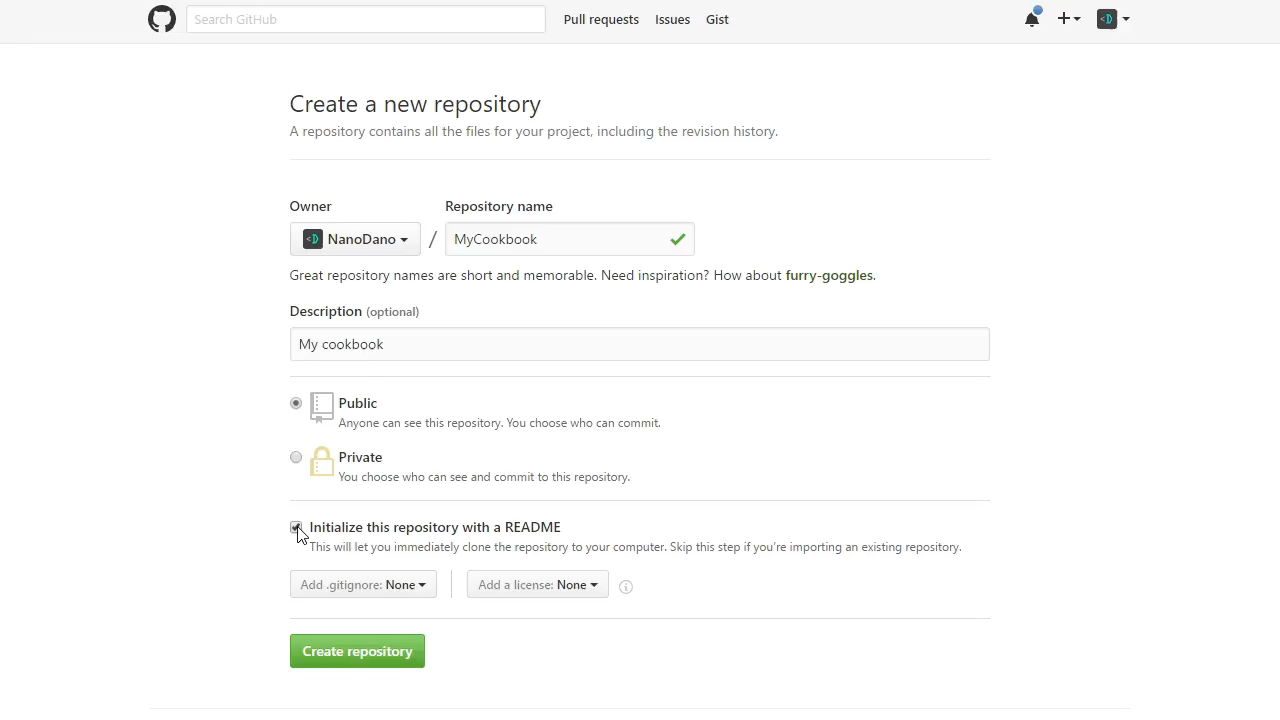 Search GitHub Pull requests Issues Gist
Create a new repository
A repository contains all the files for your project, including the revision history.
Owner Repository name
<D NanoDano / MyCookbook
Great repository names are short and memorable. Need inspiration? How about furry-goggles.
Description (optional)
My cookbook
Public
Anyone can see this repository. You choose who can commit.
Private
You choose who can see and commit to this repository.
Initialize this repository with a README
This will let you immediately clone the repository to your computer. Skip this step if you’re importing an existing repository.
Add .gitignore: None Add a license: None
Create repository